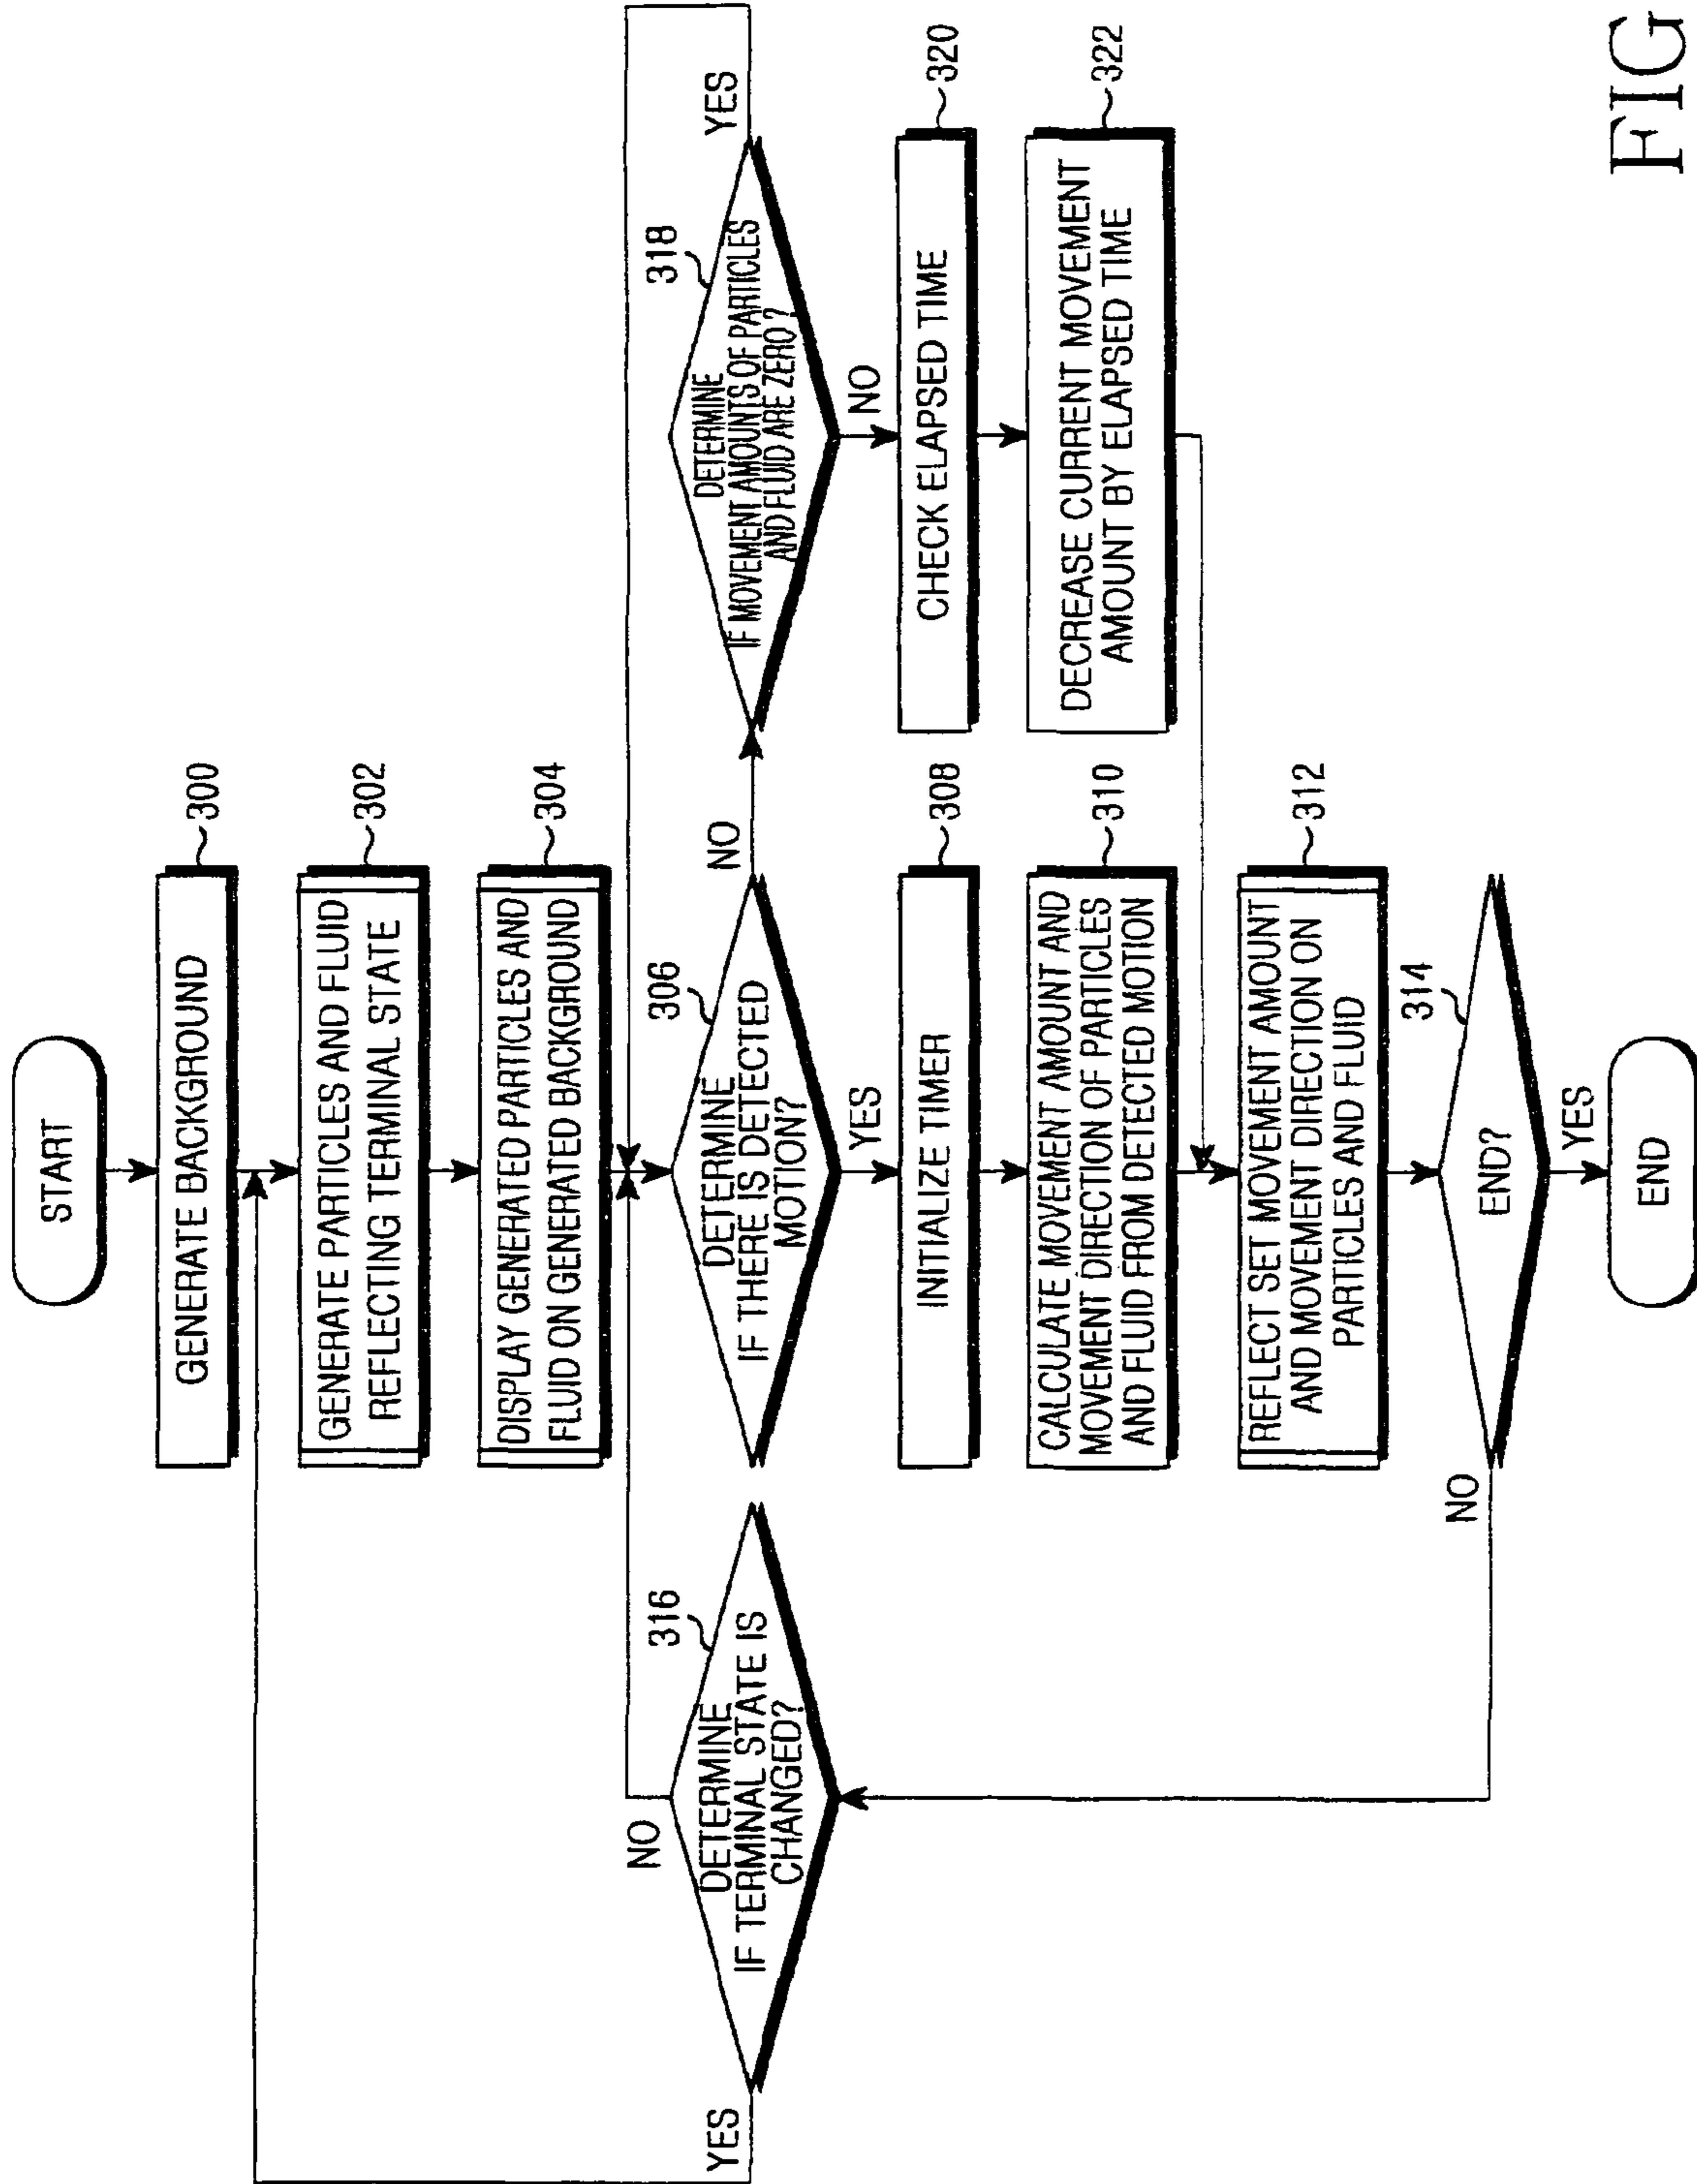 START
GENERATE BACKGROUND
300
GENERATE PARTICLES AND FLUID
REFLECTING TERMINAL STATE
302
DISPLAY GENERATED PARTICLES AND
FLUID ON GENERATED BACKGROUND
304
DETERMINE
IF TERMINAL STATE IS
CHANGED?
316
YES
NO
DETERMINE
IF THERE IS DETECTED
MOTION?
306
NO
YES
DETERMINE
IF MOVEMENT AMOUNTS OF PARTICLES
AND FLUID ARE ZERO?
318
YES
NO
INITIALIZE TIMER
308
CHECK ELAPSED TIME
320
CALCULATE MOVEMENT AMOUNT AND
MOVEMENT DIRECTION OF PARTICLES
AND FLUID FROM DETECTED MOTION
310
DECREASE CURRENT MOVEMENT
AMOUNT BY ELAPSED TIME
322
REFLECT SET MOVEMENT AMOUNT
AND MOVEMENT DIRECTION ON
PARTICLES AND FLUID
312
END?
314
NO
YES
END
FIG